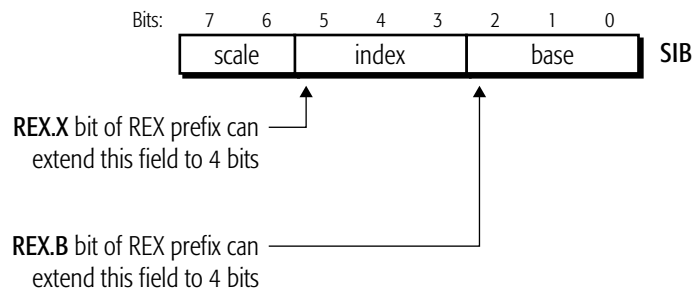 Bits: 7 6 5 4 3 2 1 0
scale index base SIB
REX.X bit of REX prefix can
extend this field to 4 bits
REX.B bit of REX prefix can
extend this field to 4 bits